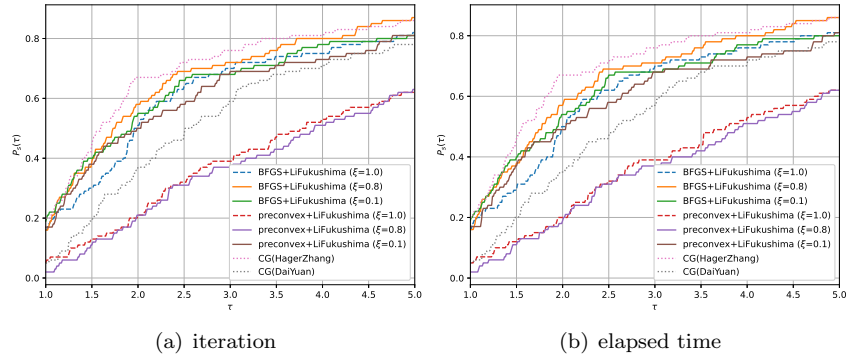 0.8
0.6
0.4
0.2
0.0
P_s(τ)
BFGS+LiFukushima (ξ=1.0)
BFGS+LiFukushima (ξ=0.8)
BFGS+LiFukushima (ξ=0.1)
preconvex+LiFukushima (ξ=1.0)
preconvex+LiFukushima (ξ=0.8)
preconvex+LiFukushima (ξ=0.1)
CG(HagerZhang)
CG(DaiYuan)
1.0 1.5 2.0 2.5 3.0 3.5 4.0 4.5 5.0
τ
(a) iteration
0.8
0.6
0.4
0.2
0.0
P_s(τ)
BFGS+LiFukushima (ξ=1.0)
BFGS+LiFukushima (ξ=0.8)
BFGS+LiFukushima (ξ=0.1)
preconvex+LiFukushima (ξ=1.0)
preconvex+LiFukushima (ξ=0.8)
preconvex+LiFukushima (ξ=0.1)
CG(HagerZhang)
CG(DaiYuan)
1.0 1.5 2.0 2.5 3.0 3.5 4.0 4.5 5.0
τ
(b) elapsed time